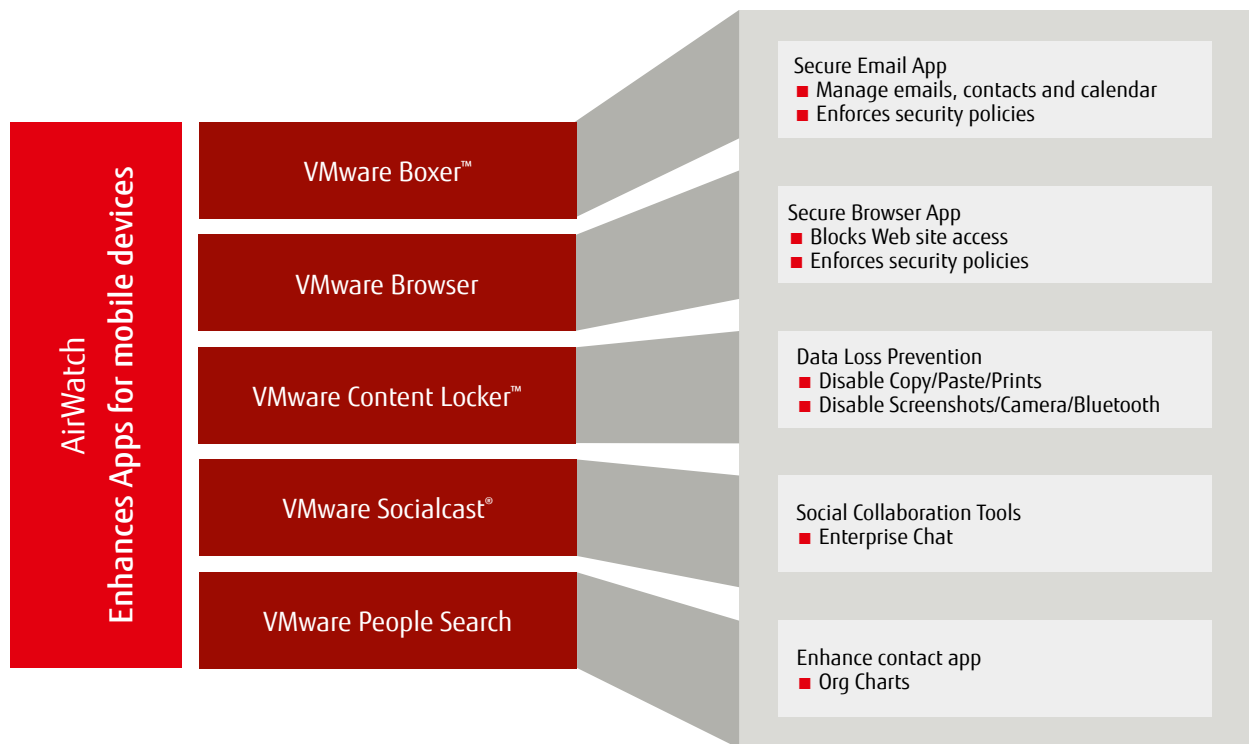 AirWatch
Enhances Apps for mobile devices
VMware Boxer™
VMware Browser
VMware Content Locker™
VMware Socialcast®
VMware People Search
Secure Email App
■ Manage emails, contacts and calendar
■ Enforces security policies
Secure Browser App
■ Blocks Web site access
■ Enforces security policies
Data Loss Prevention
■ Disable Copy/Paste/Prints
■ Disable Screenshots/Camera/Bluetooth
Social Collaboration Tools
■ Enterprise Chat
Enhance contact app
■ Org Charts